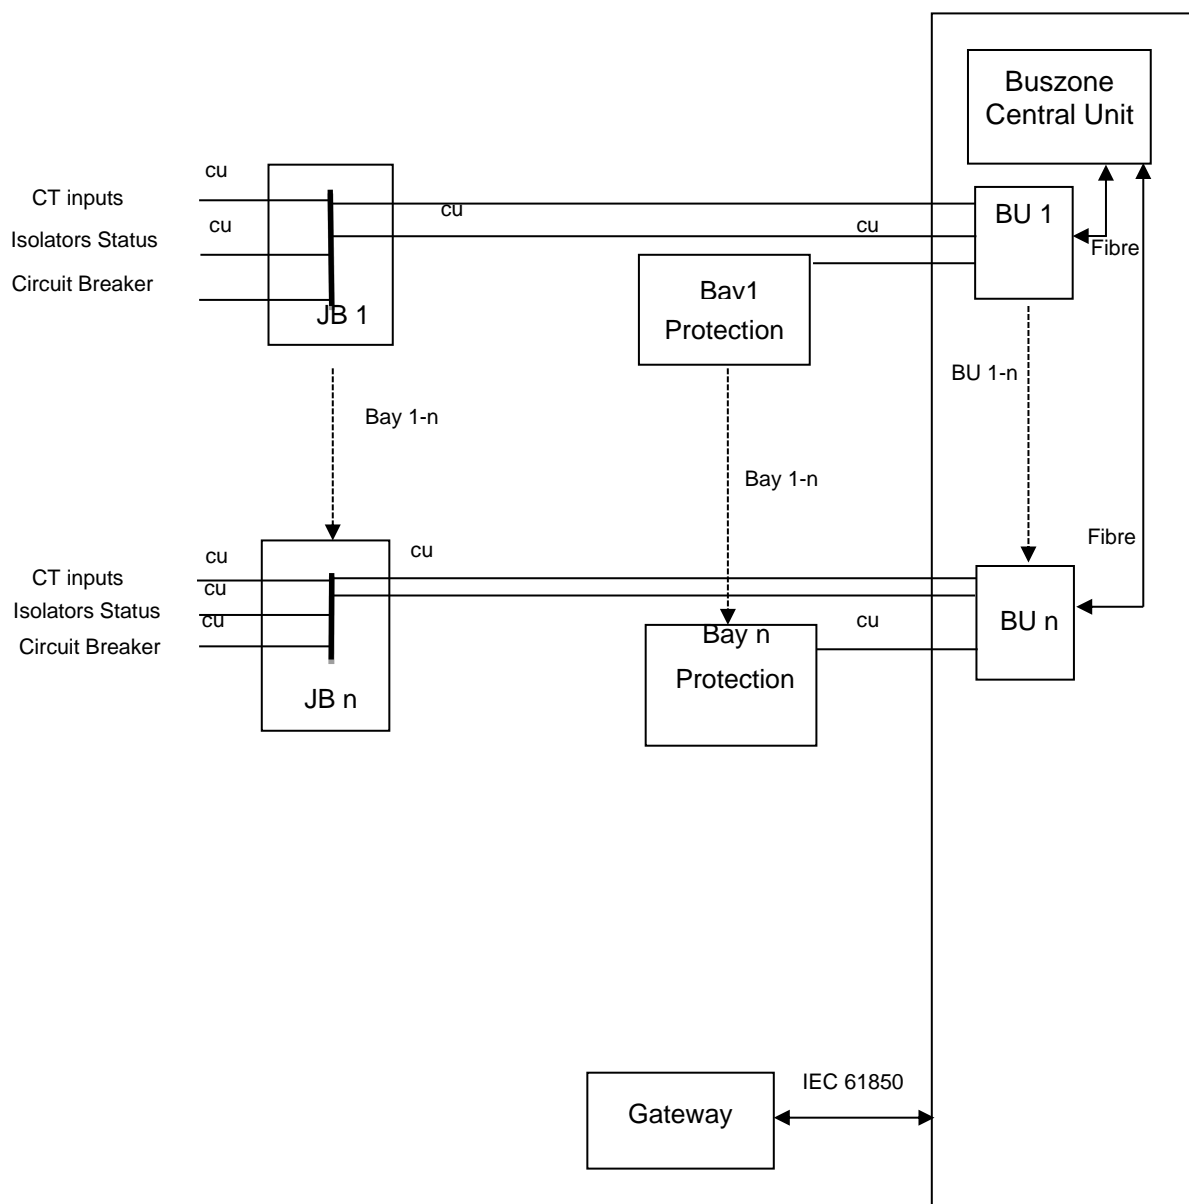 Buszone
Central Unit
cu
CT inputs
cu
cu
cu
BU 1
Isolators Status
Fibre
Circuit Breaker
JB 1
Bay1
Protection
BU 1-n
Bay 1-n
Bay 1-n
Fibre
cu
cu
CT inputs
cu
Isolators Status
cu
Circuit Breaker
JB n
Bay n
Protection
cu
BU n
IEC 61850
Gateway